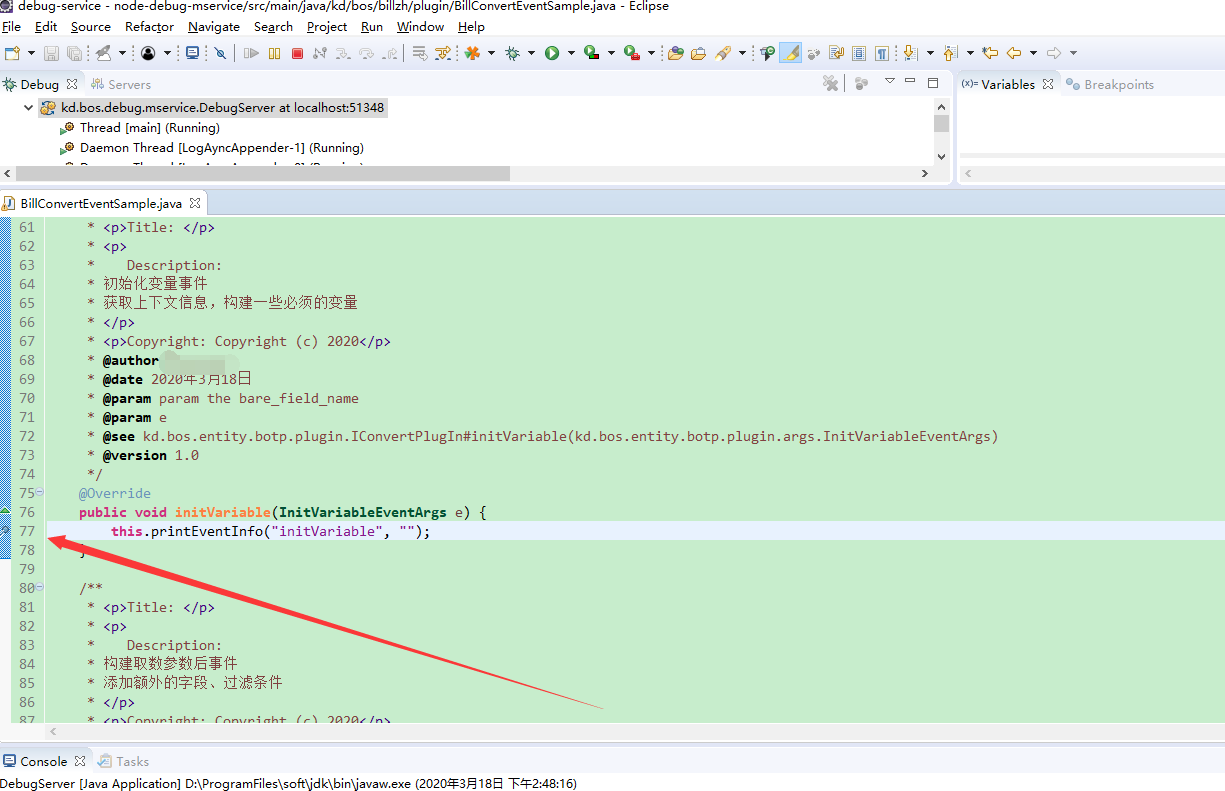 debug-service - node-debug-mservice/src/main/java/kd/bos/billzh/plugin/BillConvertEventSample.java - Eclipse
File Edit Source Refactor Navigate Search Project Run Window Help
Debug Servers
(x)= Variables Breakpoints
kd.bos.debug.mservice.DebugServer at localhost:51348
Thread [main] (Running)
Daemon Thread [LogAyncAppender-1] (Running)
BillConvertEventSample.java
61 * <p>Title: </p>
62 * <p>
63 * Description:
64 * 初始化变量事件
65 * 获取上下文信息，构建一些必须的变量
66 * </p>
67 * <p>Copyright: Copyright (c) 2020</p>
68 * @author
69 * @date 2020年3月18日
70 * @param param the bare_field_name
71 * @param e
72 * @see kd.bos.entity.botp.plugin.IConvertPlugIn#initVariable(kd.bos.entity.botp.plugin.args.InitVariableEventArgs)
73 * @version 1.0
74 */
75 @Override
76 public void initVariable(InitVariableEventArgs e) {
77 this.printEventInfo("initVariable", "");
78 }
79
80 /**
81 * <p>Title: </p>
82 * <p>
83 * Description:
84 * 构建取数参数后事件
85 * 添加额外的字段、过滤条件
86 * </p>
87 * <p>Copyright: Copyright (c) 2020</p>
Console Tasks
DebugServer [Java Application] D:\ProgramFiles\soft\jdk\bin\javaw.exe (2020年3月18日 下午2:48:16)